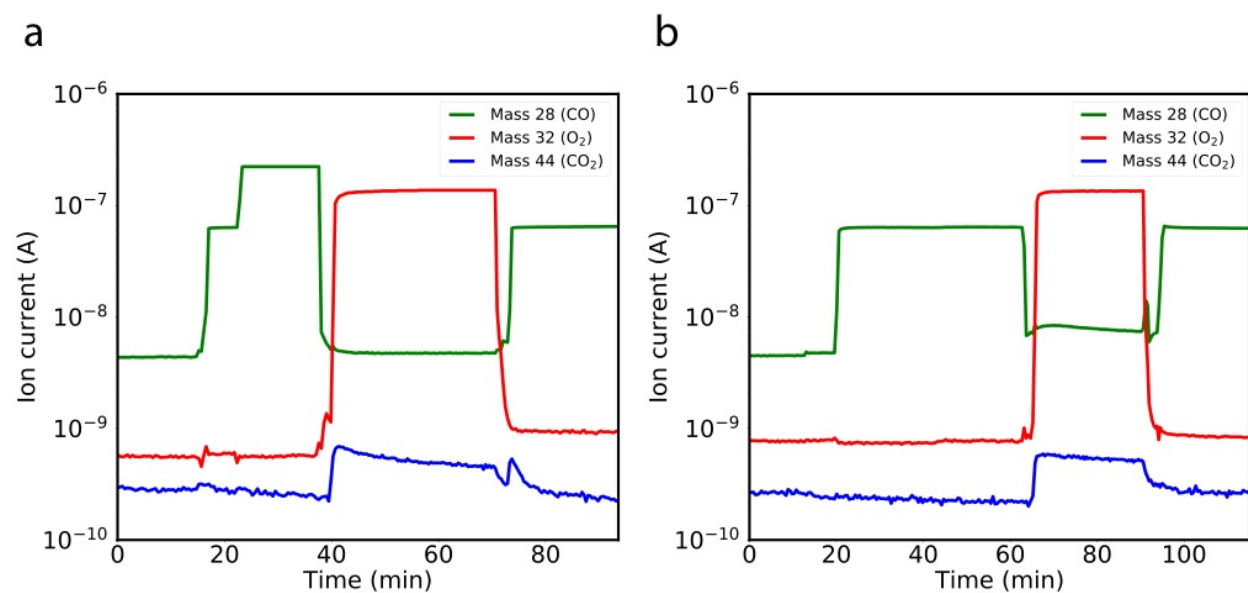 a
b
10⁻⁶
10⁻⁷
10⁻⁸
10⁻⁹
10⁻¹⁰
Ion current (A)
Mass 28 (CO)
Mass 32 (O₂)
Mass 44 (CO₂)
0
20
40
60
80
Time (min)
10⁻⁶
10⁻⁷
10⁻⁸
10⁻⁹
10⁻¹⁰
Ion current (A)
Mass 28 (CO)
Mass 32 (O₂)
Mass 44 (CO₂)
0
20
40
60
80
100
Time (min)